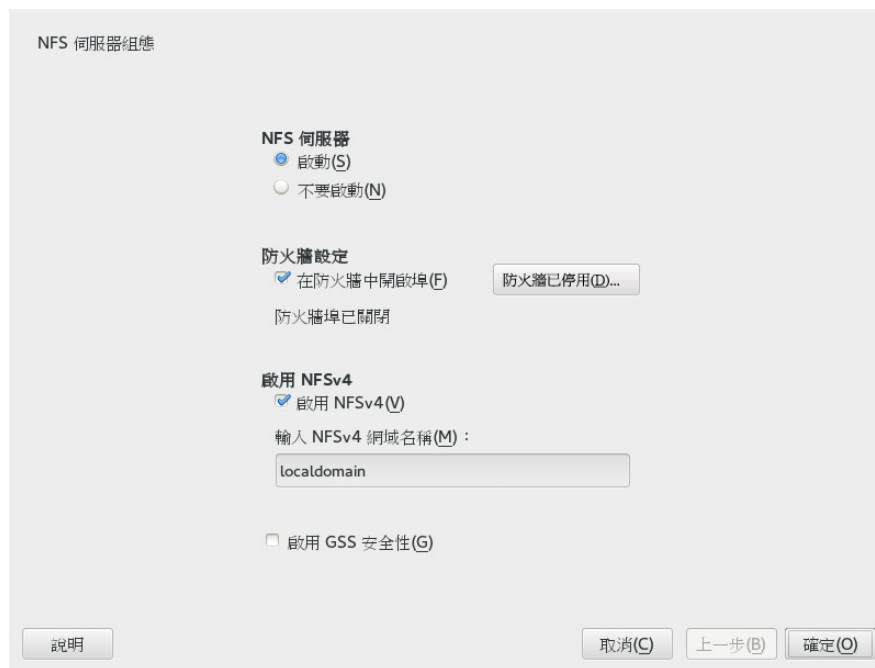 NFS 伺服器組態
NFS 伺服器
啟動(S)
不要啟動(N)
防火牆設定
在防火牆中開啟埠(F)
防火牆已停用(D)...
防火牆埠已關閉
啟用 NFSv4
啟用 NFSv4(V)
輸入 NFSv4 網域名稱(M)：
localdomain
啟用 GSS 安全性(G)
說明
取消(C)
上一步(B)
確定(O)